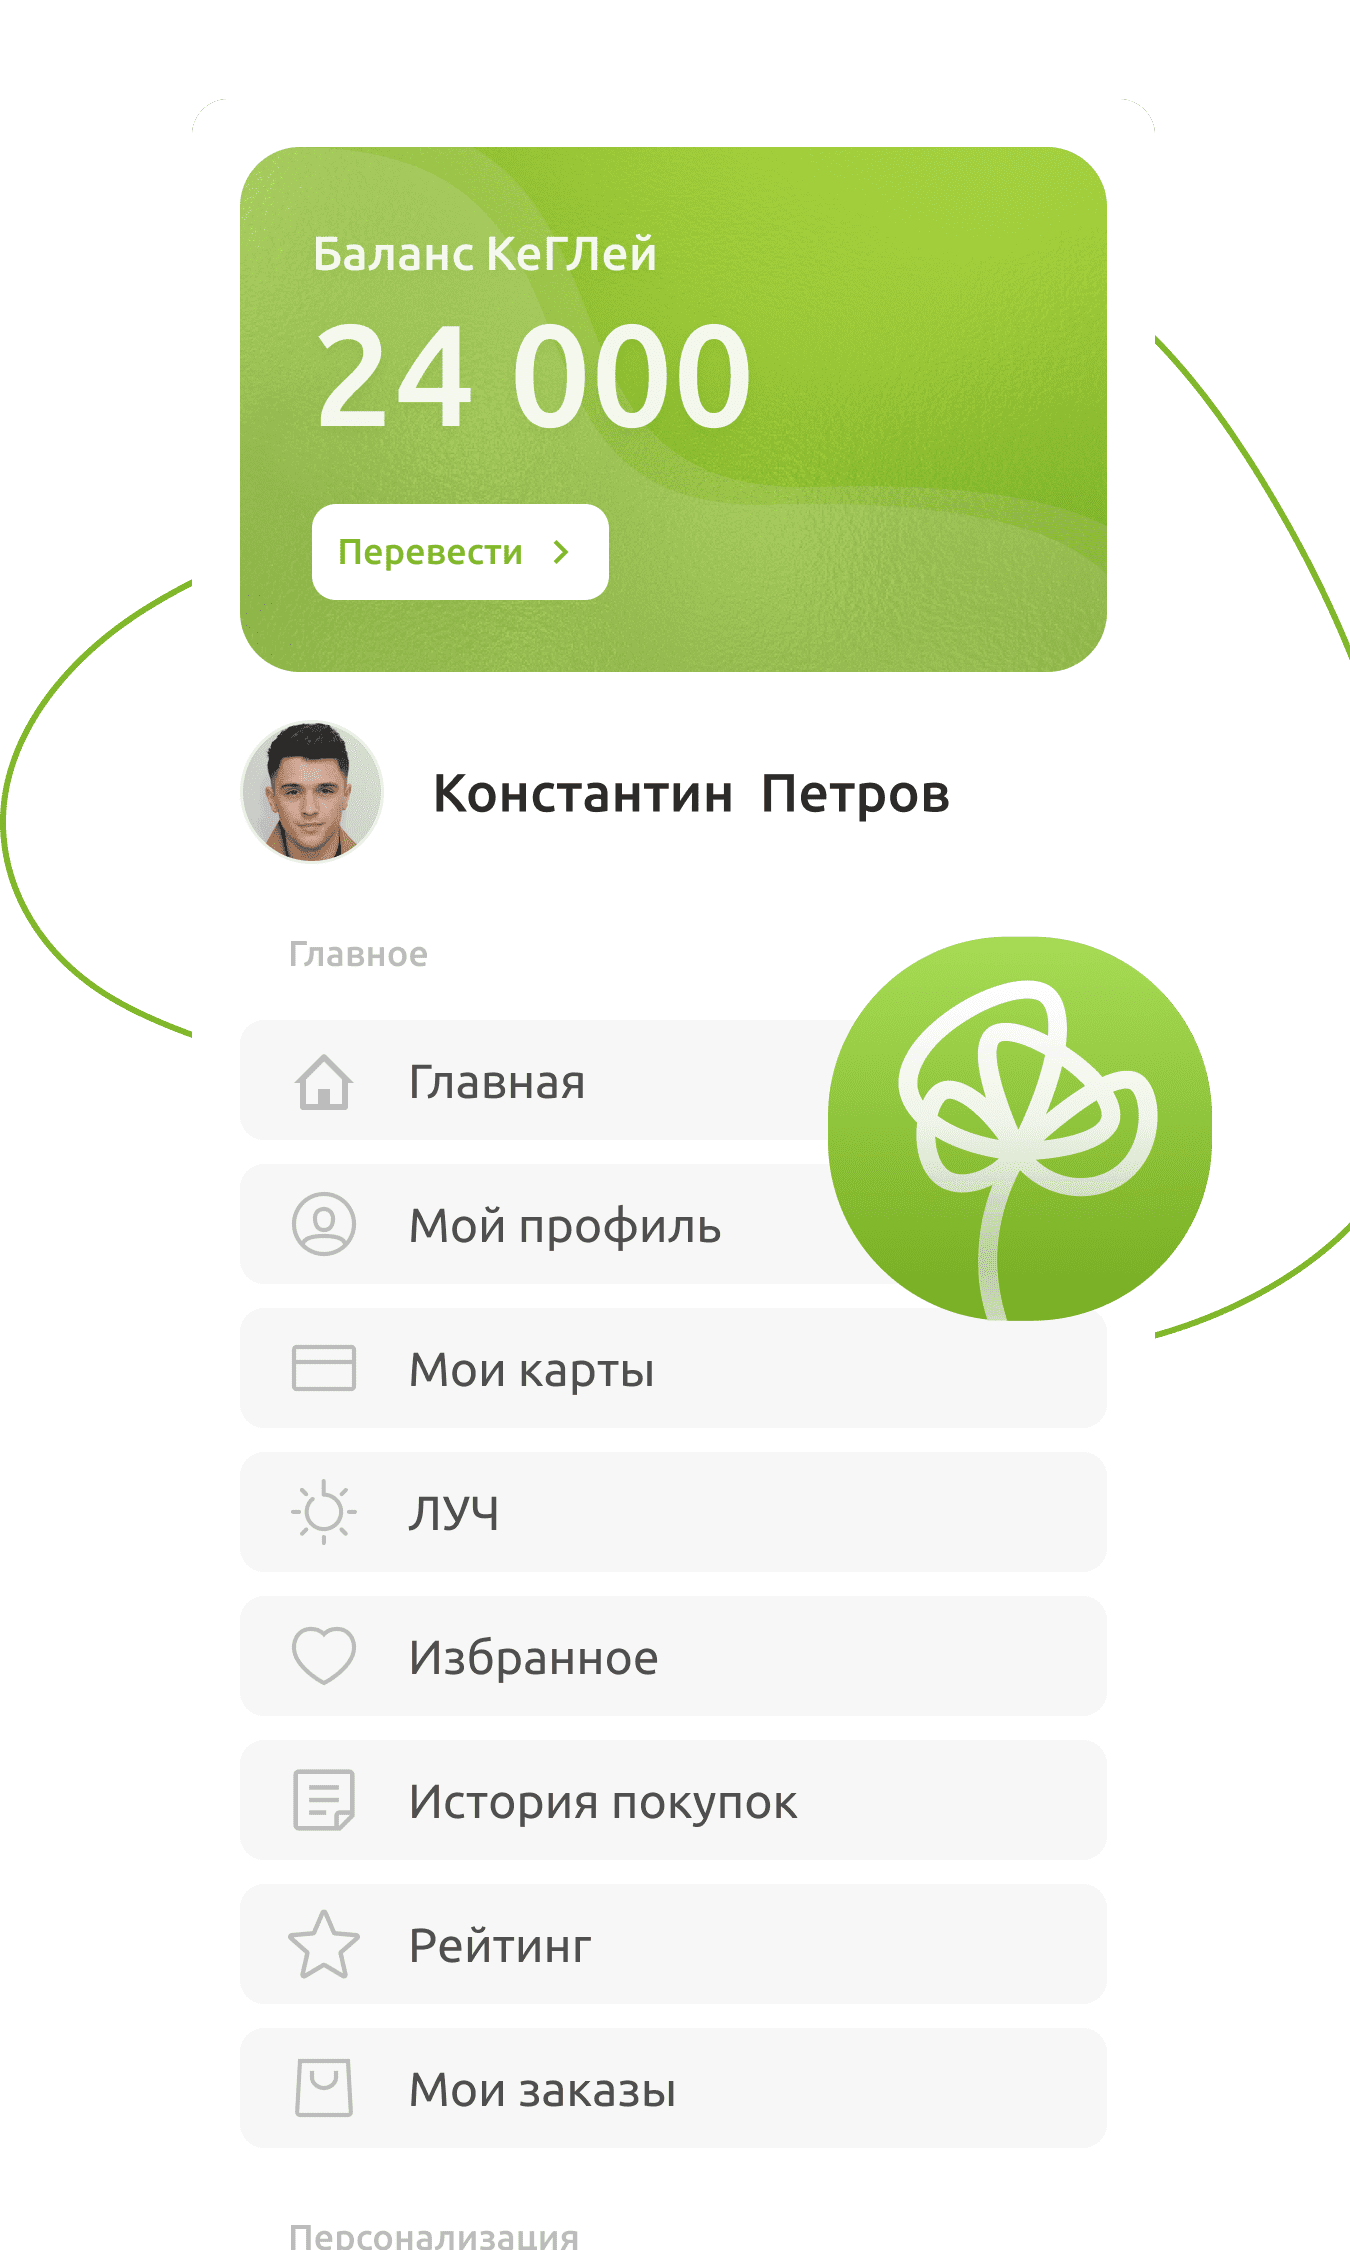 Баланс КеГЛей
24 000
Перевести
Константин Петров
Главное
Главная
Мой профиль
Мои карты
ЛУЧ
Избранное
История покупок
Рейтинг
Мои заказы
Персонализация